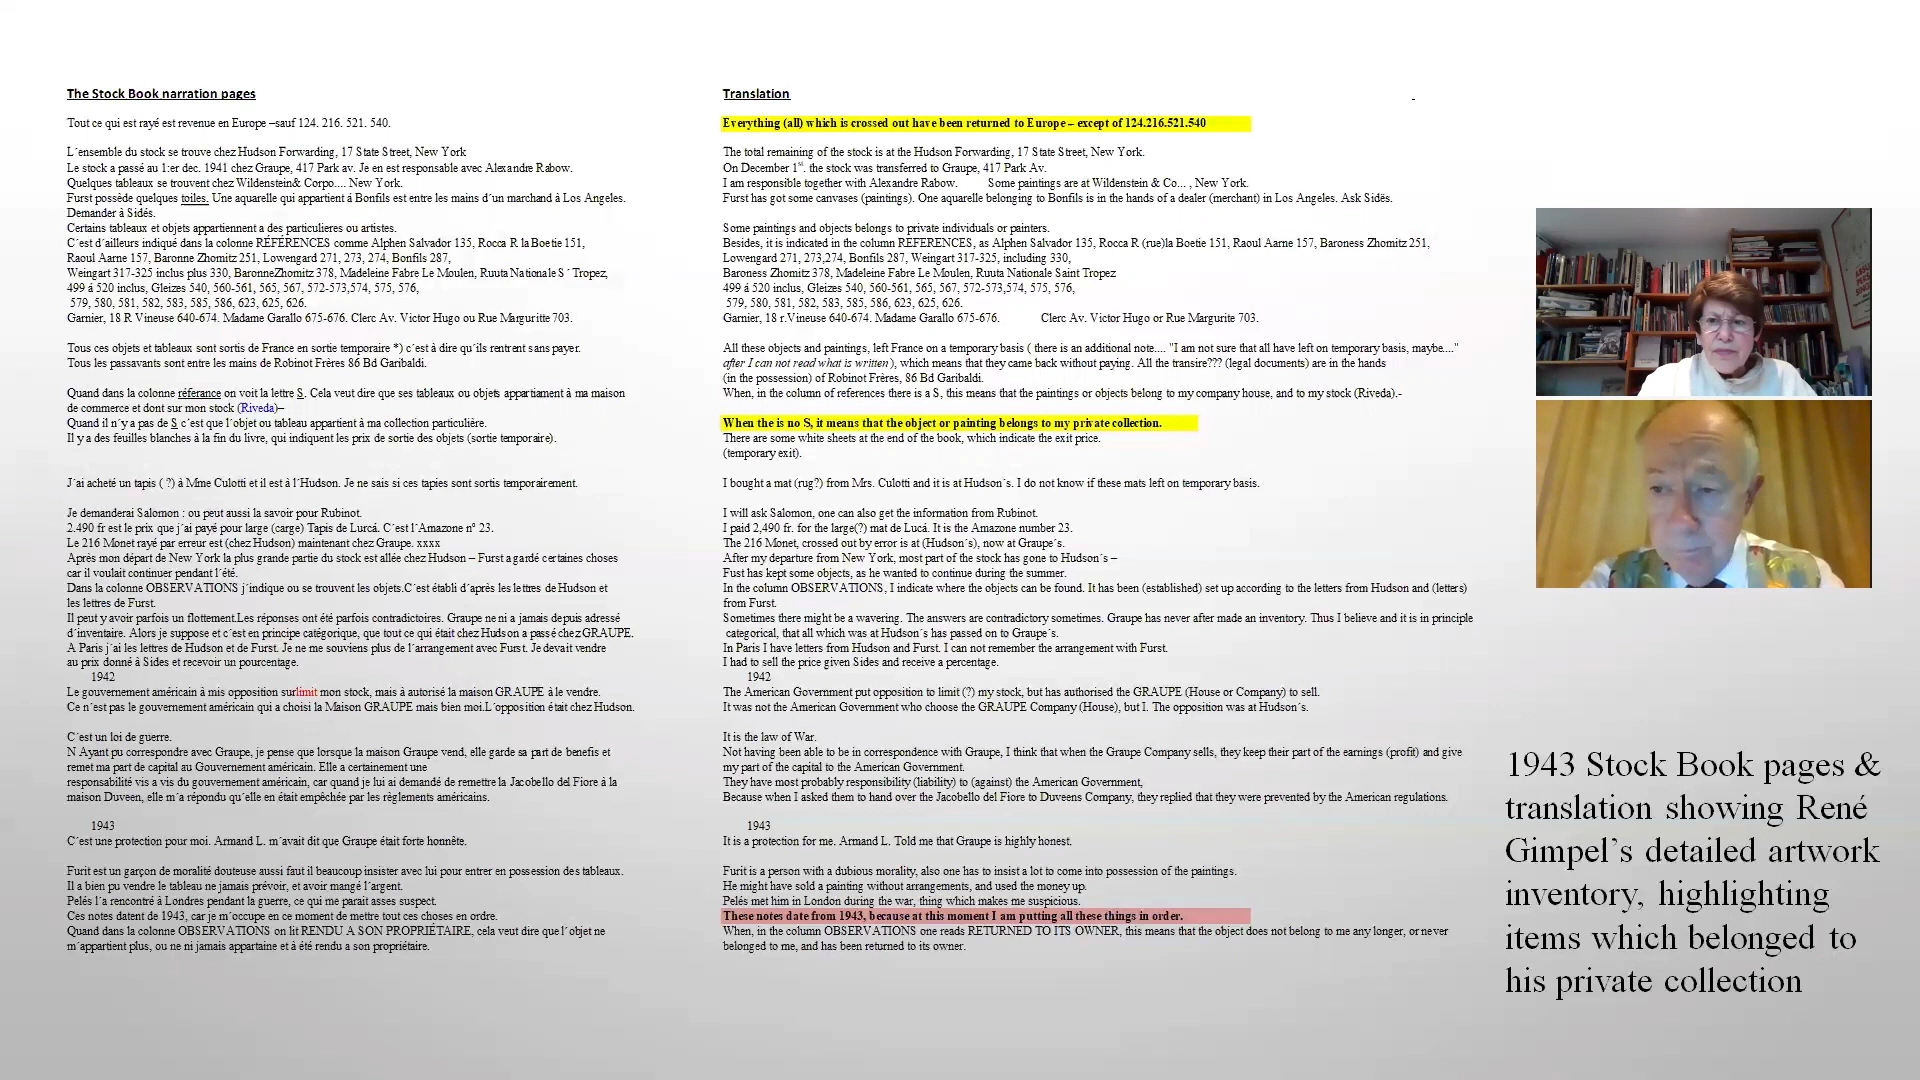 The Stock Book narration pages
Tout ce qui est rayé est revenue en Europe –sauf 124. 216. 521. 540.
L´ensemble du stock se trouve chez Hudson Forwarding, 17 State Street, New York
Le stock a passé au 1:er dec. 1941 chez Graupe, 417 Park av. Je en est responsable avec Alexandre Rabow.
Quelques tableaux se trouvent chez Wildenstein& Corpo.... New York.
Furst possède quelques toiles. Une aquarelle qui appartient á Bonfils est entre les mains d´un marchand à Los Angeles.
Demander à Sidés.
Certains tableaux et objets appartiennent a des particulieres ou artistes.
C´est d´ailleurs indiqué dans la colonne RÉFÉRENCES comme Alphen Salvador 135, Rocca R la Boetie 151,
Raoul Aarne 157, Baronne Zhomitz 251, Lowengard 271, 273, 274, Bonfils 287,
Weingart 317-325 inclus plus 330, BaronneZhomitz 378, Madeleine Fabre Le Moulen, Ruuta Nationale S ´ Tropez,
499 á 520 inclus, Gleizes 540, 560-561, 565, 567, 572-573,574, 575, 576,
579, 580, 581, 582, 583, 585, 586, 623, 625, 626.
Garnier, 18 R Vineuse 640-674. Madame Garallo 675-676. Clerc Av. Victor Hugo ou Rue Marguritte 703.
Tous ces objets et tableaux sont sortis de France en sortie temporaire *) c´est à dire qu´ils rentrent sans payer.
Tous les passavants sont entre les mains de Robinot Frères 86 Bd Garibaldi.
Quand dans la colonne réferance on voit la lettre S. Cela veut dire que ses tableaux ou objets appartiament à ma maison
de commerce et dont sur mon stock (Riveda)–
Quand il n´y a pas de S c´est que l´objet ou tableau appartient à ma collection particulière.
Il y a des feuilles blanches à la fin du livre, qui indiquent les prix de sortie des objets (sortie temporaire).
J´ai acheté un tapis ( ?) à Mme Culotti et il est à l´Hudson. Je ne sais si ces tapies sont sortis temporairement.
Je demanderai Salomon : ou peut aussi la savoir pour Rubinot.
2.490 fr est le prix que j´ai payé pour large (carge) Tapis de Lurcá. C´est l´Amazone n° 23.
Le 216 Monet rayé par erreur est (chez Hudson) maintenant chez Graupe. xxxx
Après mon départ de New York la plus grande partie du stock est allée chez Hudson – Furst a gardé certaines choses
car il voulait continuer pendant l´été.
Dans la colonne OBSERVATIONS j´indique ou se trouvent les objets.C´est établi d´après les lettres de Hudson et
les lettres de Furst.
Il peut y avoir parfois un flottement.Les réponses ont été parfois contradictoires. Graupe ne ni a jamais depuis adressé
d´inventaire. Alors je suppose et c´est en principe catégorique, que tout ce qui était chez Hudson a passé chez GRAUPE.
A Paris j´ai les lettres de Hudson et de Furst. Je ne me souviens plus de l´arrangement avec Furst. Je devait vendre
au prix donné à Sides et recevoir un pourcentage.
1942
Le gouvernement américain à mis opposition surlimit mon stock, mais à autorisé la maison GRAUPE à le vendre.
Ce n´est pas le gouvernement américain qui a choisi la Maison GRAUPE mais bien moi.L´opposition était chez Hudson.
C´est un loi de guerre.
N Ayant pu correspondre avec Graupe, je pense que lorsque la maison Graupe vend, elle garde sa part de benefis et
remet ma part de capital au Gouvernement américain. Elle a certainement une
responsabilité vis a vis du gouvernement américain, car quand je lui ai demandé de remettre la Jacobello del Fiore à la
maison Duveen, elle m´a répondu qu´elle en était empêchée par les règlements américains.
1943
C´est une protection pour moi. Armand L. m´avait dit que Graupe était forte honnête.
Furit est un garçon de moralité douteuse aussi faut il beaucoup insister avec lui pour entrer en possession des tableaux.
Il a bien pu vendre le tableau ne jamais prévoir, et avoir mangé l´argent.
Pelés l´a rencontré à Londres pendant la guerre, ce qui me parait asses suspect.
Ces notes datent de 1943, car je m´occupe en ce moment de mettre tout ces choses en ordre.
Quand dans la colonne OBSERVATIONS on lit RENDU A SON PROPRIÉTAIRE, cela veut dire que l´objet ne
m´appartient plus, ou ne ni jamais appartaine et à été rendu a son propriétaire.
Translation
Everything (all) which is crossed out have been returned to Europe – except of 124.216.521.540
The total remaining of the stock is at the Hudson Forwarding, 17 State Street, New York.
On December 1st. the stock was transferred to Graupe, 417 Park Av.
I am responsible together with Alexandre Rabow. Some paintings are at Wildenstein & Co... , New York.
Furst has got some canvases (paintings). One aquarelle belonging to Bonfils is in the hands of a dealer (merchant) in Los Angeles. Ask Sidës.
Some paintings and objects belongs to private individuals or painters.
Besides, it is indicated in the column REFERENCES, as Alphen Salvador 135, Rocca R (rue)la Boetie 151, Raoul Aarne 157, Baroness Zhomitz 251,
Lowengard 271, 273,274, Bonfils 287, Weingart 317-325, including 330,
Baroness Zhomitz 378, Madeleine Fabre Le Moulen, Ruuta Nationale Saint Tropez
499 á 520 inclus, Gleizes 540, 560-561, 565, 567, 572-573,574, 575, 576,
579, 580, 581, 582, 583, 585, 586, 623, 625, 626.
Garnier, 18 r.Vineuse 640-674. Madame Garallo 675-676. Clerc Av. Victor Hugo or Rue Margurite 703.
All these objects and paintings, left France on a temporary basis ( there is an additional note.... "I am not sure that all have left on temporary basis, maybe...."
after I can not read what is written), which means that they came back without paying. All the transire??? (legal documents) are in the hands
(in the possession) of Robinot Frères, 86 Bd Garibaldi.
When, in the column of references there is a S, this means that the paintings or objects belong to my company house, and to my stock (Riveda).-
When the is no S, it means that the object or painting belongs to my private collection.
There are some white sheets at the end of the book, which indicate the exit price.
(temporary exit).
I bought a mat (rug?) from Mrs. Culotti and it is at Hudson´s. I do not know if these mats left on temporary basis.
I will ask Salomon, one can also get the information from Rubinot.
I paid 2,490 fr. for the large(?) mat de Lucá. It is the Amazone number 23.
The 216 Monet, crossed out by error is at (Hudson´s), now at Graupe´s.
After my departure from New York, most part of the stock has gone to Hudson´s –
Fust has kept some objects, as he wanted to continue during the summer.
In the column OBSERVATIONS, I indicate where the objects can be found. It has been (established) set up according to the letters from Hudson and (letters)
from Furst.
Sometimes there might be a wavering. The answers are contradictory sometimes. Graupe has never after made an inventory. Thus I believe and it is in principle
categorical, that all which was at Hudson´s has passed on to Graupe´s.
In Paris I have letters from Hudson and Furst. I can not remember the arrangement with Furst.
I had to sell the price given Sides and receive a percentage.
1942
The American Government put opposition to limit (?) my stock, but has authorised the GRAUPE (House or Company) to sell.
It was not the American Government who choose the GRAUPE Company (House), but I. The opposition was at Hudson´s.
It is the law of War.
Not having been able to be in correspondence with Graupe, I think that when the Graupe Company sells, they keep their part of the earnings (profit) and give
my part of the capital to the American Government.
They have most probably responsibility (liability) to (against) the American Government,
Because when I asked them to hand over the Jacobello del Fiore to Duveens Company, they replied that they were prevented by the American regulations.
1943
It is a protection for me. Armand L. Told me that Graupe is highly honest.
Furit is a person with a dubious morality, also one has to insist a lot to come into possession of the paintings.
He might have sold a painting without arrangements, and used the money up.
Pelés met him in London during the war, thing which makes me suspicious.
These notes date from 1943, because at this moment I am putting all these things in order.
When, in the column OBSERVATIONS one reads RETURNED TO ITS OWNER, this means that the object does not belong to me any longer, or never
belonged to me, and has been returned to its owner.
1943 Stock Book pages &
translation showing René
Gimpel’s detailed artwork
inventory, highlighting
items which belonged to
his private collection